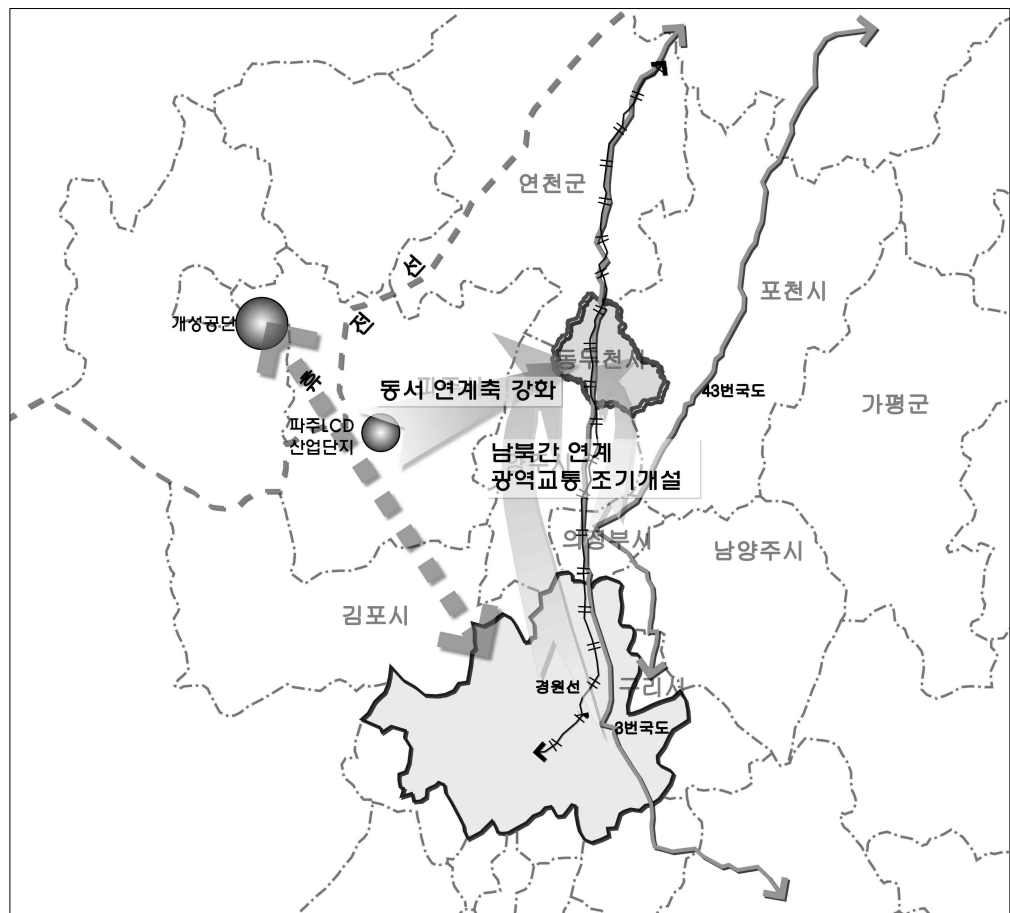 연천군
선
포천시
개성공단
전
동두천시
휴
동서 연계축 강화
43번국도
가평군
파주LCD
산업단지
남북간 연계
광역교통 조기개설
의정부시
남양주시
김포시
경원선
구리시
3번국도